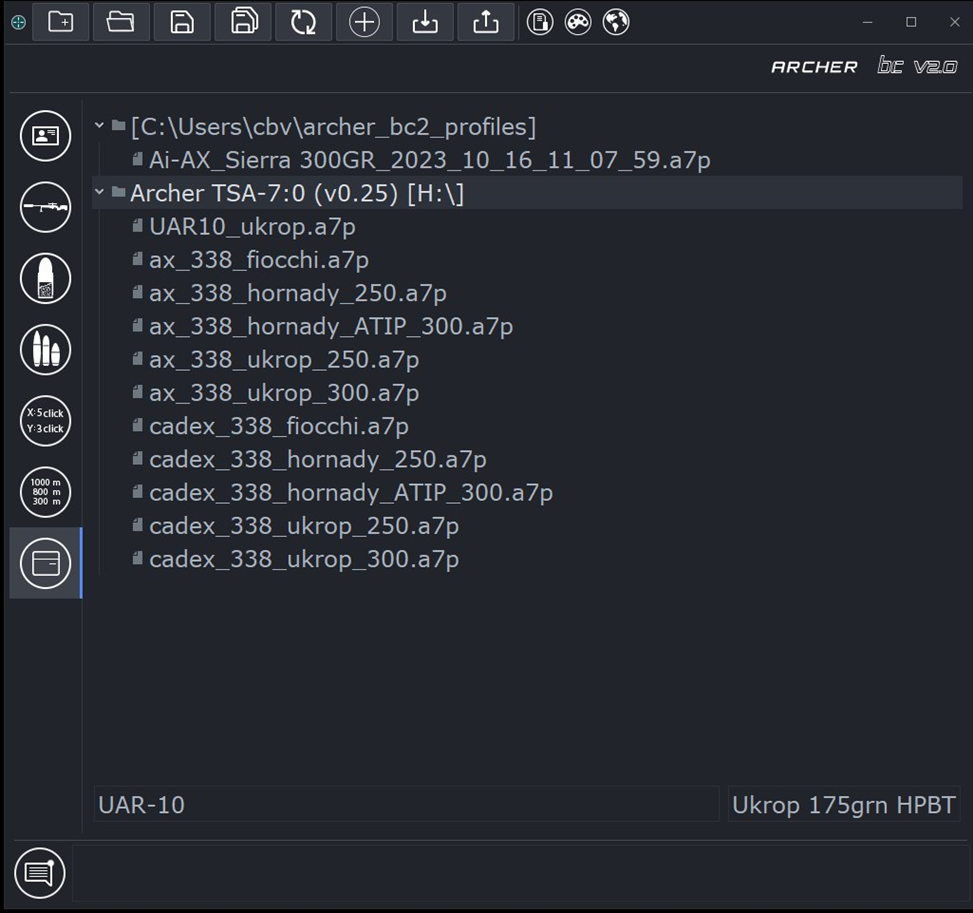 ARCHER bc v2.0
[C:\Users\cbv\archer_bc2_profiles]
Ai-AX_Sierra 300GR_2023_10_16_11_07_59.a7p
Archer TSA-7:0 (v0.25) [H:\]
UAR10_ukrop.a7p
ax_338_fiocchi.a7p
ax_338_hornady_250.a7p
ax_338_hornady_ATIP_300.a7p
ax_338_ukrop_250.a7p
ax_338_ukrop_300.a7p
cadex_338_fiocchi.a7p
cadex_338_hornady_250.a7p
cadex_338_hornady_ATIP_300.a7p
cadex_338_ukrop_250.a7p
cadex_338_ukrop_300.a7p
X:5click
Y:3click
1000 m
800 m
300 m
UAR-10
Ukrop 175grn HPBT